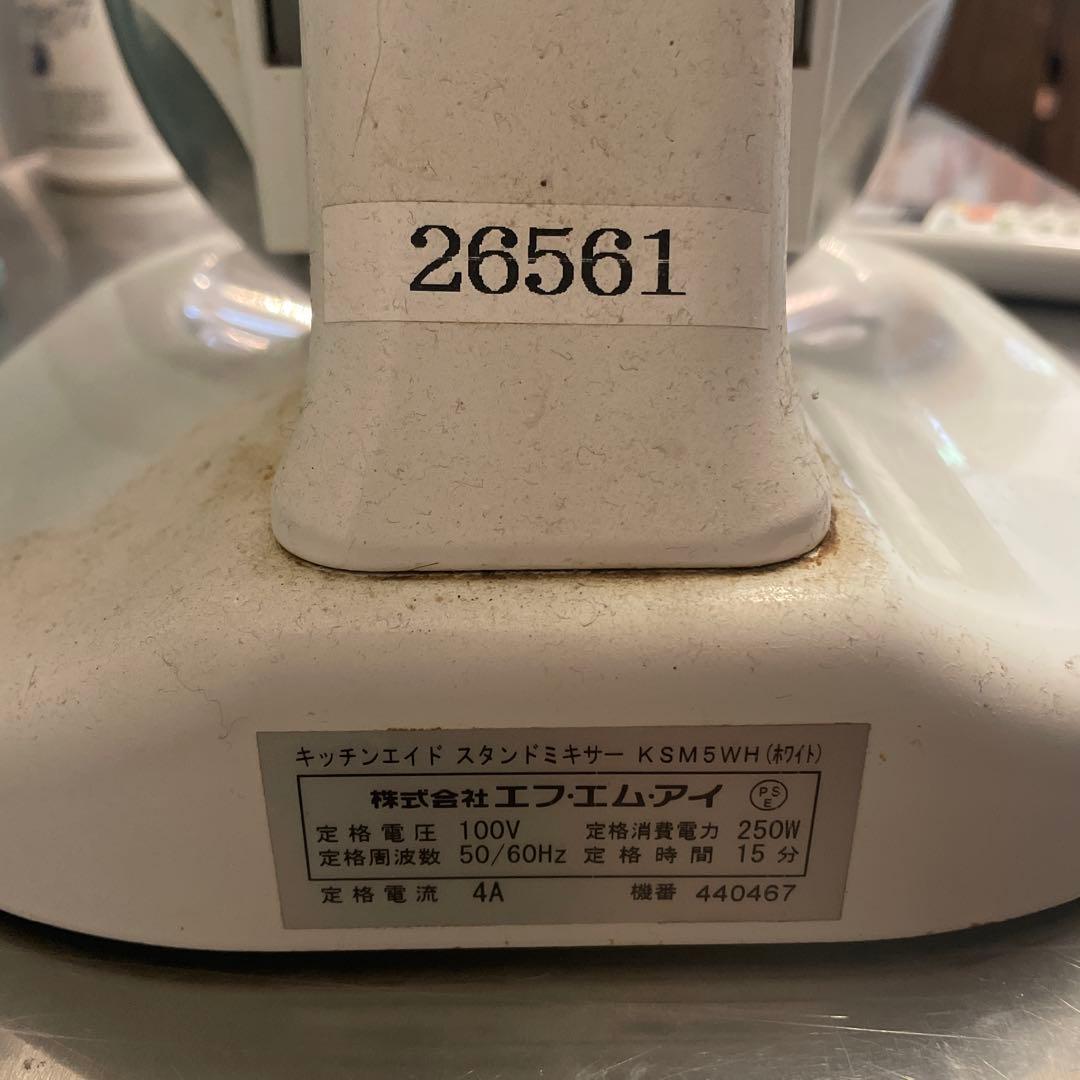 26561
キッチンエイド スタンドミキサー KSM5WH(ホワイト)
株式会社 エフ・エム・アイ PSE
定格電圧 100V 定格消費電力 250W
定格周波数 50/60Hz 定格時間 15分
定格電流 4A 機番 440467